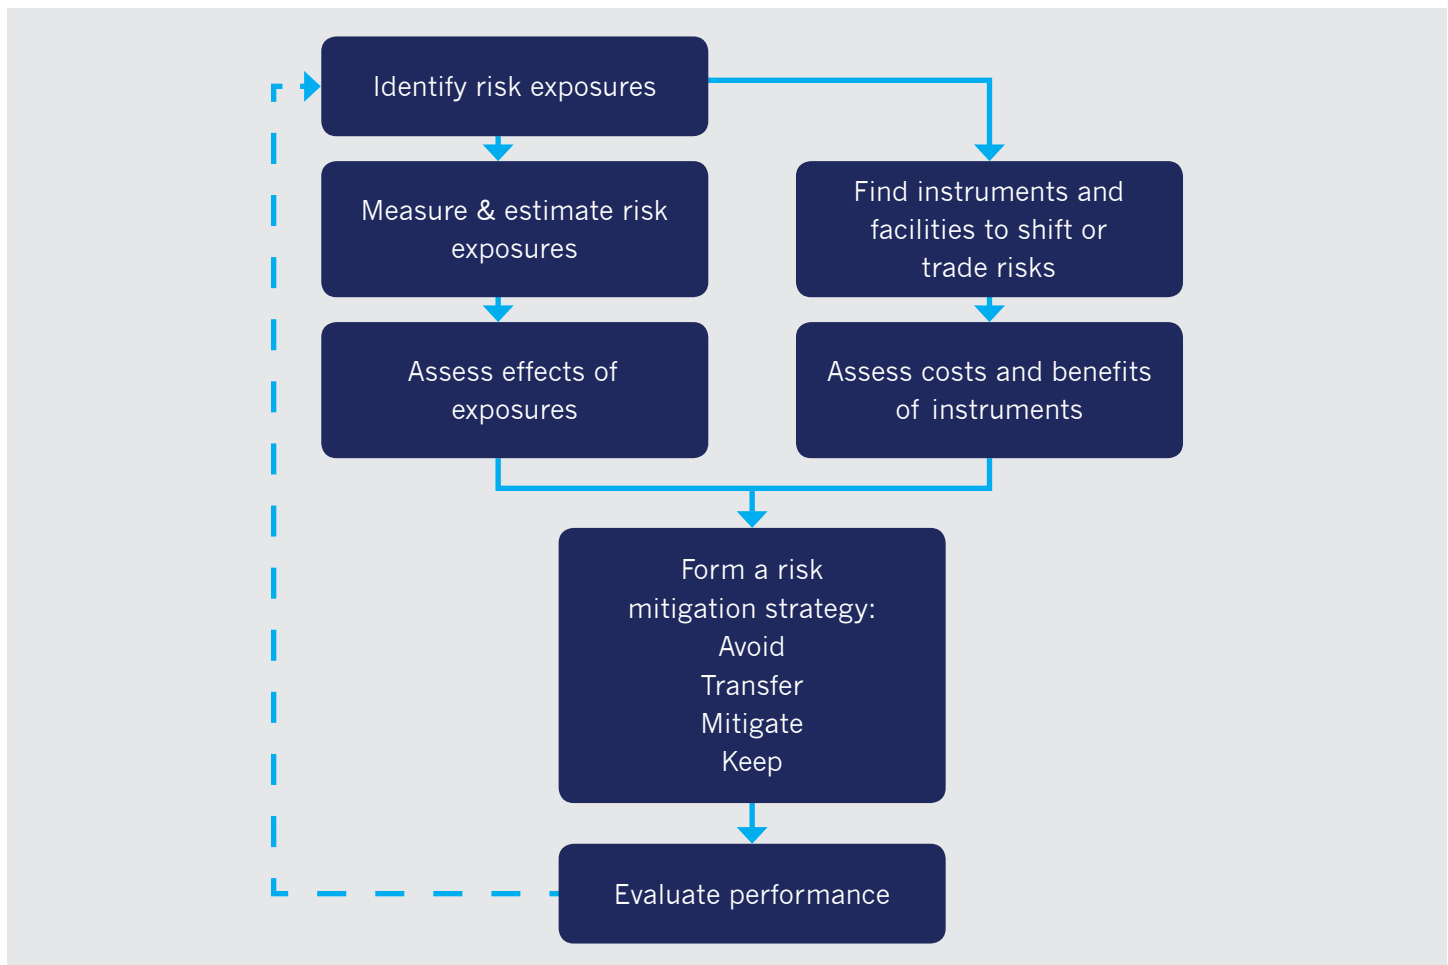 Identify risk exposures
Measure & estimate risk
exposures
Find instruments and
facilities to shift or
trade risks
Assess effects of
exposures
Assess costs and benefits
of instruments
Form a risk
mitigation strategy:
Avoid
Transfer
Mitigate
Keep
Evaluate performance